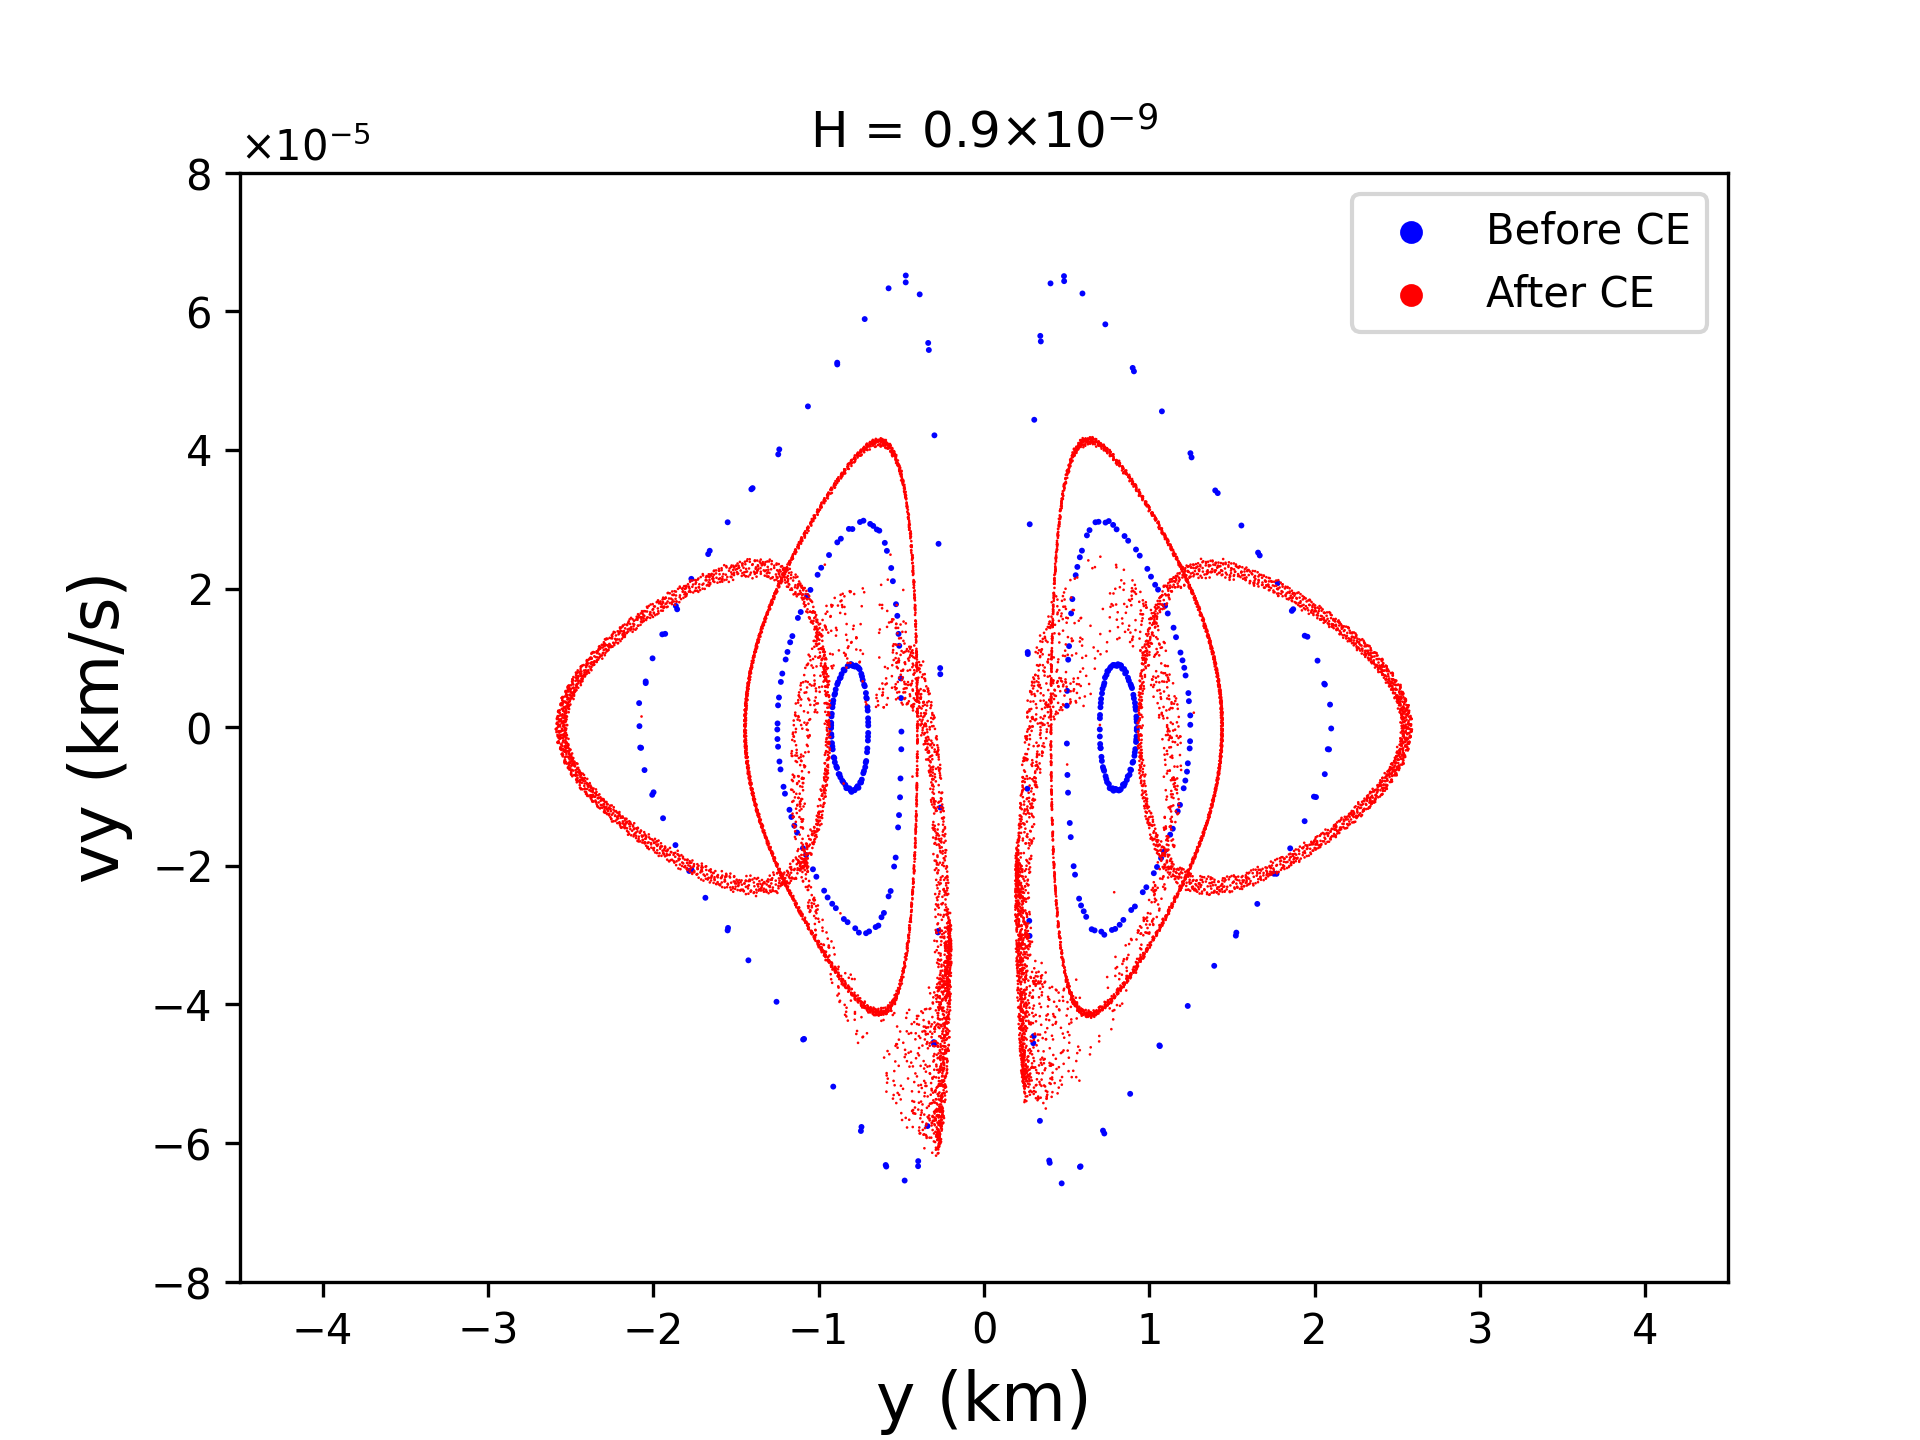 H = 0.9×10⁻⁹
×10⁻⁵
Before CE
After CE
8
6
4
2
0
−2
−4
−6
−8
vy (km/s)
−4 −3 −2 −1 0 1 2 3 4
y (km)